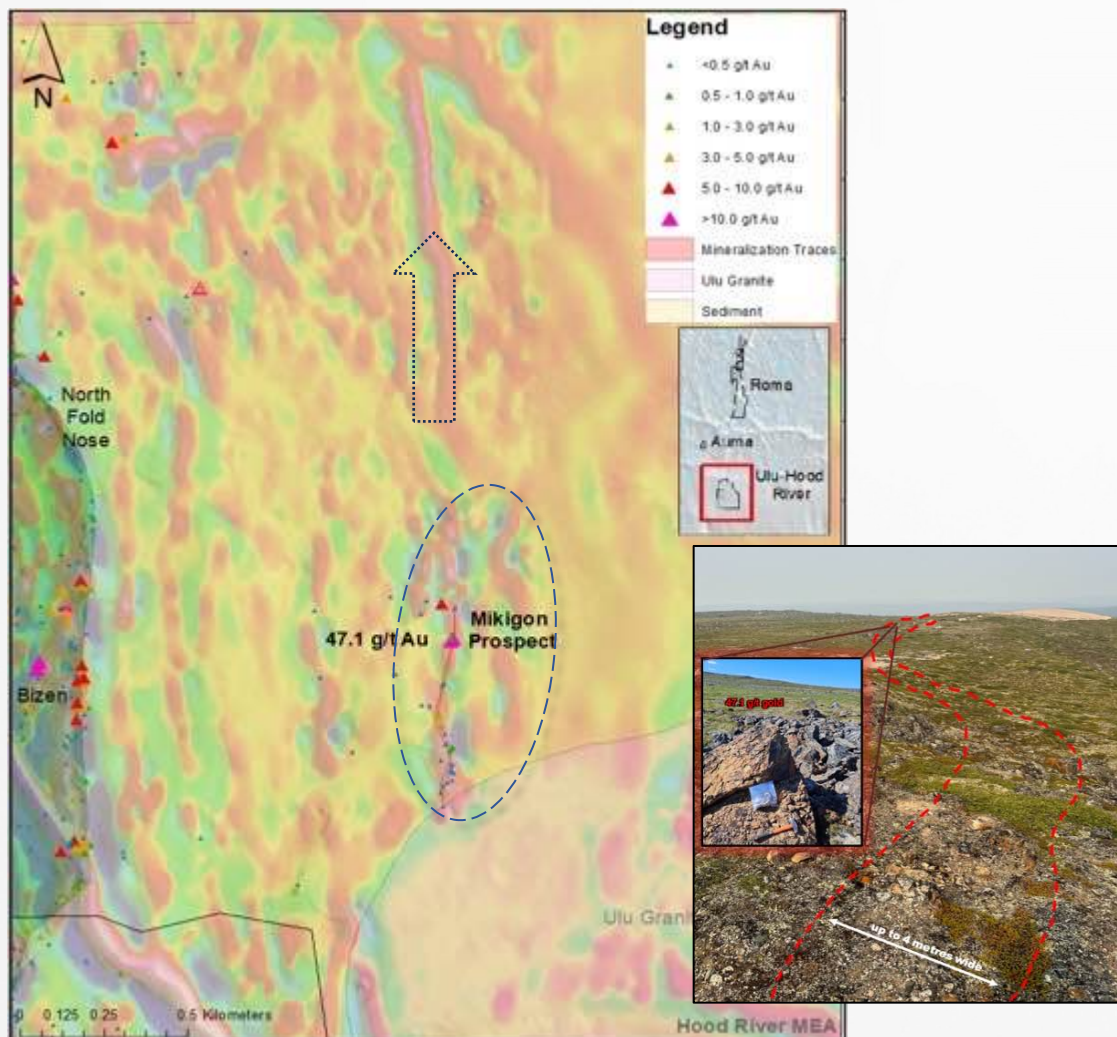 N
Legend
<0.5 g/t Au
0.5 - 1.0 g/t Au
1.0 - 3.0 g/t Au
3.0 - 5.0 g/t Au
5.0 - 10.0 g/t Au
>10.0 g/t Au
Mineralization Traces
Ulu Granite
Sediment
Roma
Auma
Ulu-Hood
River
North
Fold
Nose
47.1 g/t Au
Mikigon
Prospect
Bizen
47.1 g/t gold
up to 4 metres wide
Ulu Grani
0 0.125 0.25 0.5 Kilometers
Hood River MEA